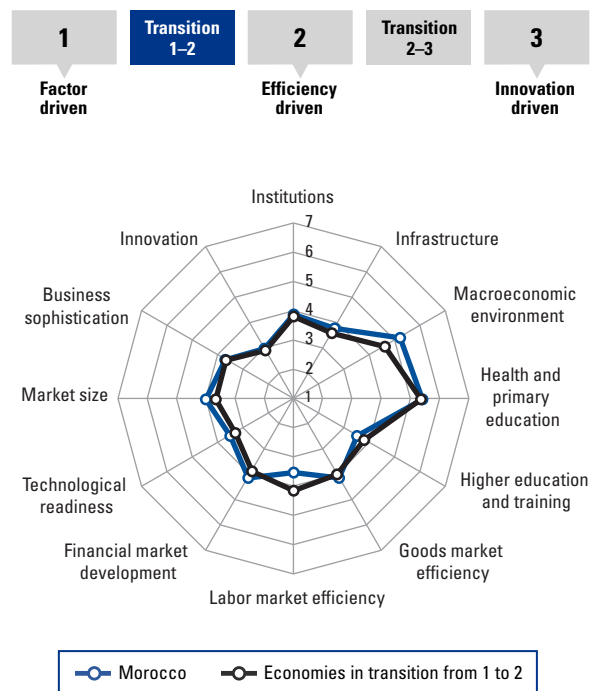 1
Transition
1–2
2
Transition
2–3
3
Factor
driven
Efficiency
driven
Innovation
driven
Institutions
7
Innovation
Infrastructure
6
5
Business
sophistication
Macroeconomic
environment
4
3
2
Market size
1
Health and
primary
education
Technological
readiness
Higher education
and training
Financial market
development
Goods market
efficiency
Labor market efficiency
Morocco
Economies in transition from 1 to 2